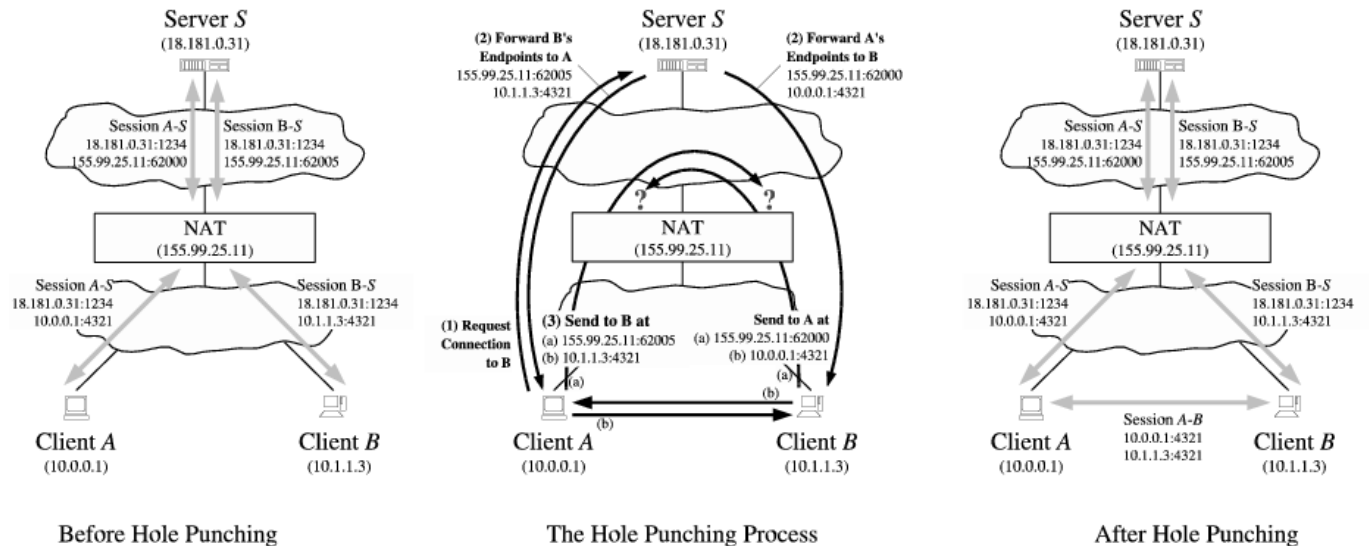 Server S
(18.181.0.31)
Session A-S
18.181.0.31:1234
155.99.25.11:62000
Session B-S
18.181.0.31:1234
155.99.25.11:62005
NAT
(155.99.25.11)
Session A-S
18.181.0.31:1234
10.0.0.1:4321
Session B-S
18.181.0.31:1234
10.1.1.3:4321
Client A
(10.0.0.1)
Client B
(10.1.1.3)
Before Hole Punching
(2) Forward B's
Endpoints to A
155.99.25.11:62005
10.1.1.3:4321
Server S
(18.181.0.31)
(2) Forward A's
Endpoints to B
155.99.25.11:62000
10.0.0.1:4321
?
?
NAT
(155.99.25.11)
(1) Request
Connection
to B
(3) Send to B at
(a) 155.99.25.11:62005
(b) 10.1.1.3:4321
Send to A at
(a) 155.99.25.11:62000
(b) 10.0.0.1:4321
(a)
(a)
(b)
(b)
Client A
(10.0.0.1)
Client B
(10.1.1.3)
The Hole Punching Process
Server S
(18.181.0.31)
Session A-S
18.181.0.31:1234
155.99.25.11:62000
Session B-S
18.181.0.31:1234
155.99.25.11:62005
NAT
(155.99.25.11)
Session A-S
18.181.0.31:1234
10.0.0.1:4321
Session B-S
18.181.0.31:1234
10.1.1.3:4321
Client A
(10.0.0.1)
Session A-B
10.0.0.1:4321
10.1.1.3:4321
Client B
(10.1.1.3)
After Hole Punching